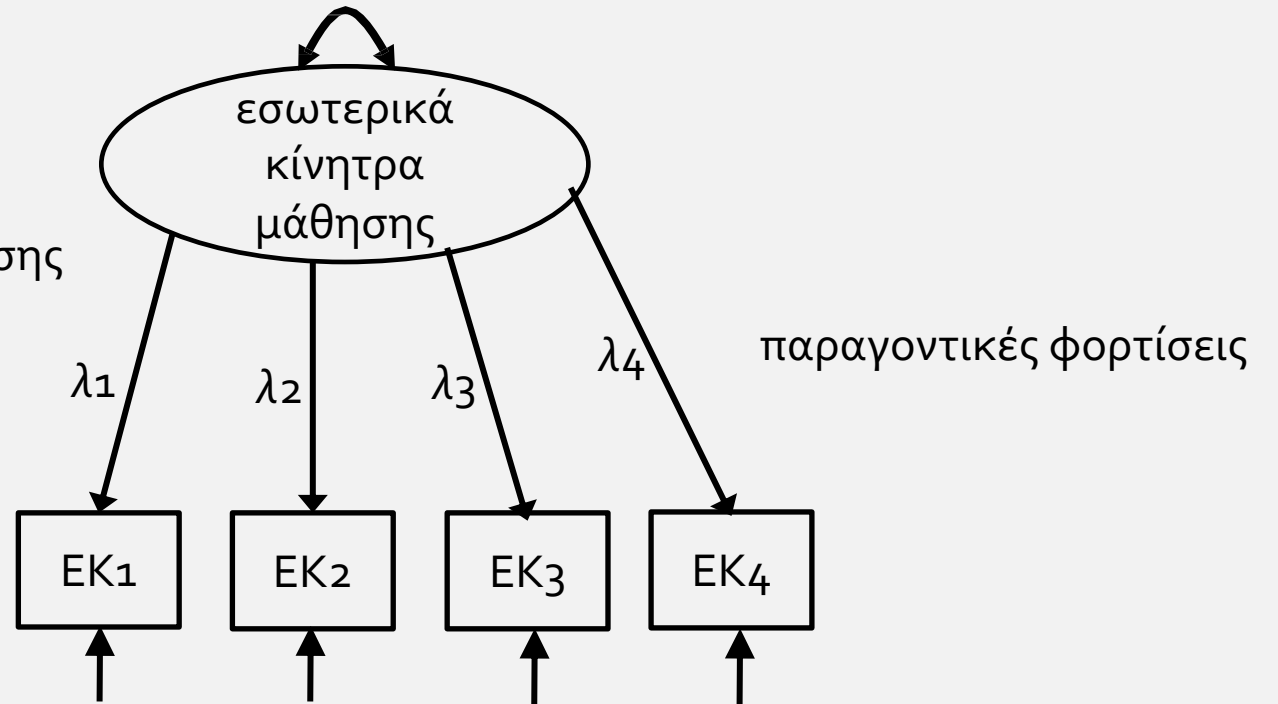 εσωτερικά
κίνητρα
μάθησης
σης
παραγοντικές φορτίσεις
λ1 λ2 λ3 λ4
ΕΚ1 ΕΚ2 ΕΚ3 ΕΚ4